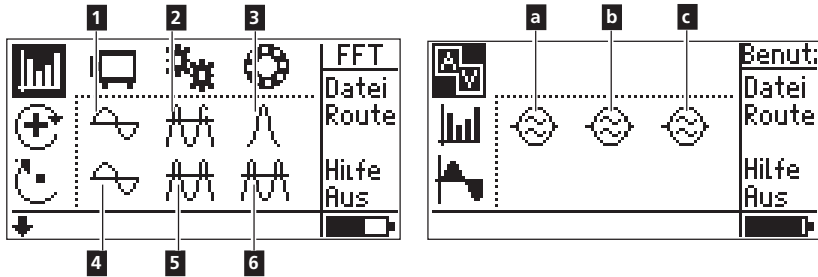 1 2 3
FFT
Datei
Route
Hilfe
Aus
4 5 6
a b c
A
V
Benut
Datei
Route
Hilfe
Aus